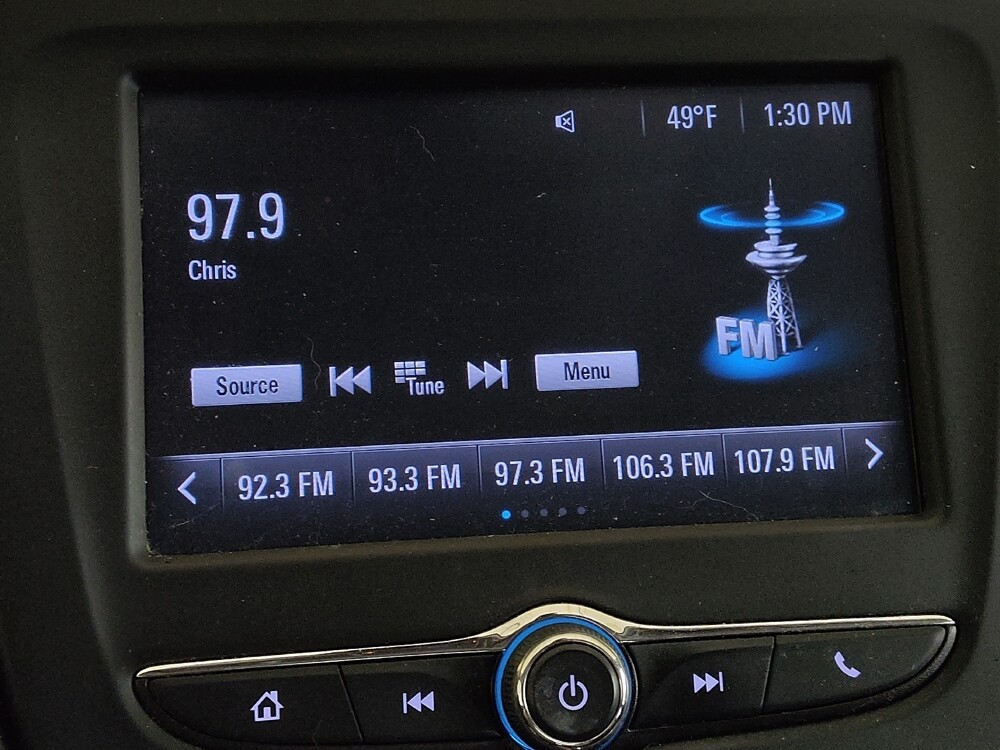 49°F 1:30 PM
97.9
Chris
FM
Source Tune Menu
92.3 FM 93.3 FM 97.3 FM 106.3 FM 107.9 FM